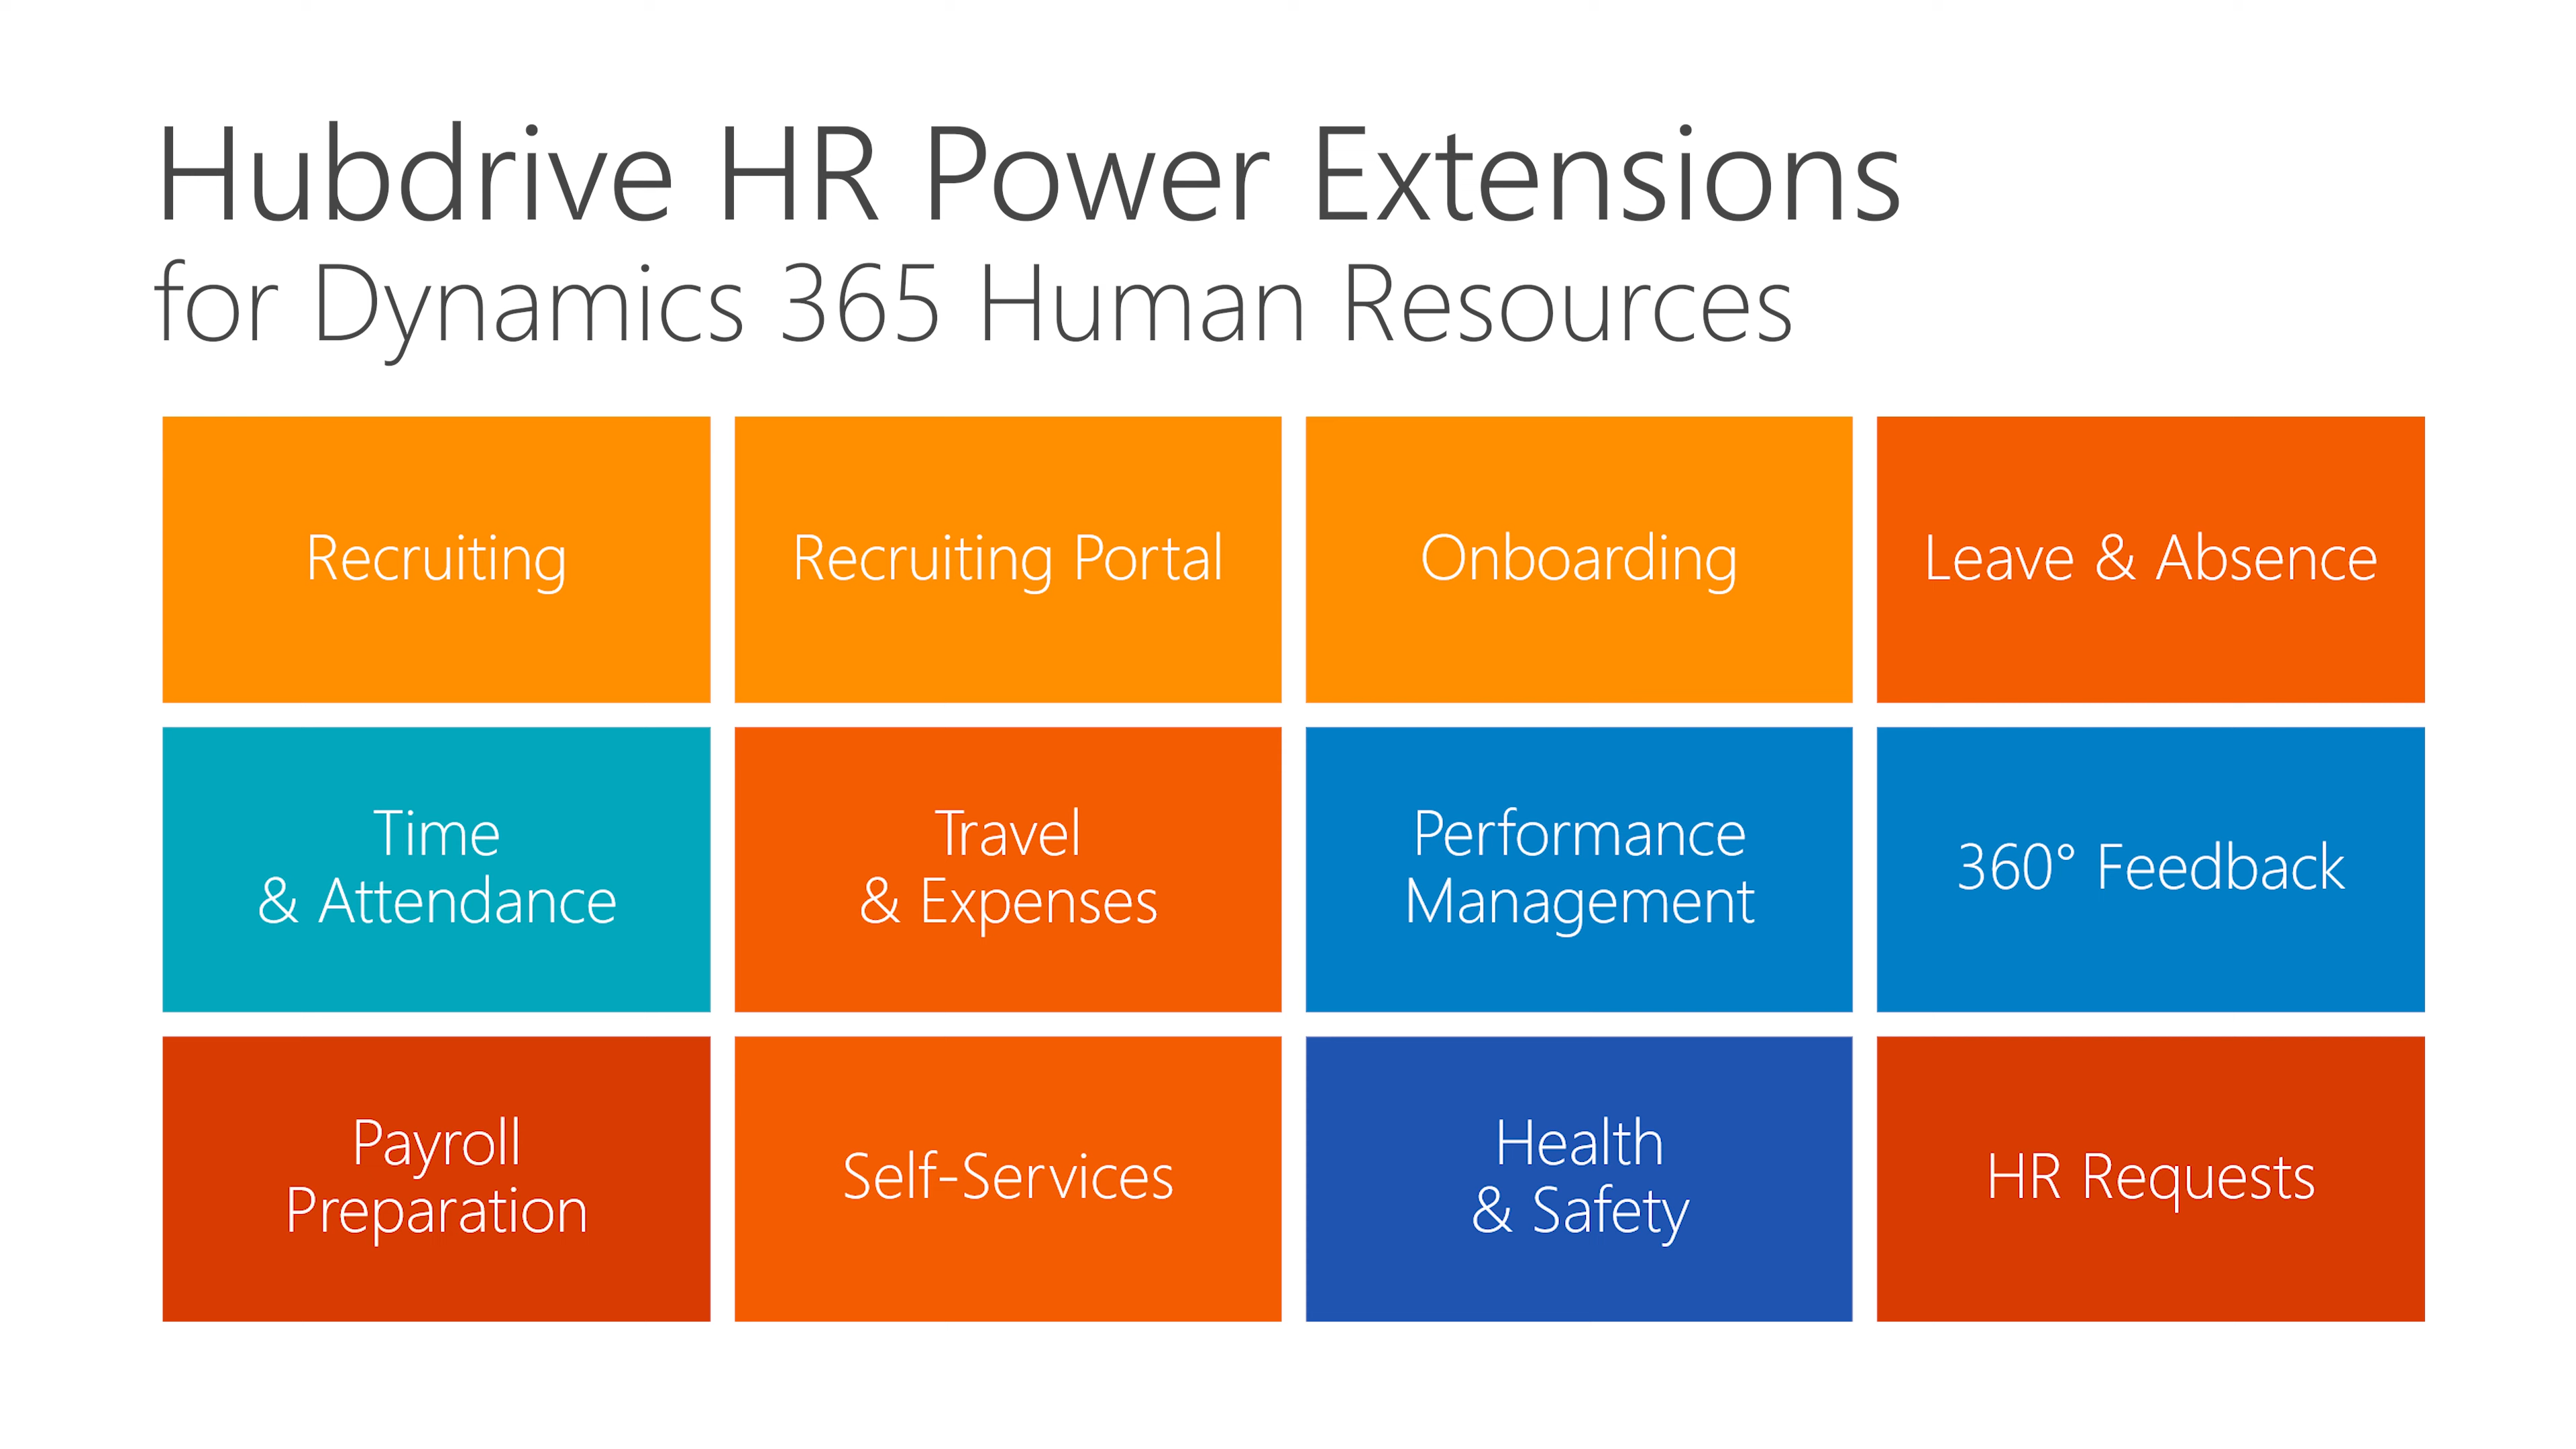 Hubdrive HR Power Extensions
for Dynamics 365 Human Resources
Recruiting
Recruiting Portal
Onboarding
Leave & Absence
Time
& Attendance
Travel
& Expenses
Performance
Management
360° Feedback
Payroll
Preparation
Self-Services
Health
& Safety
HR Requests